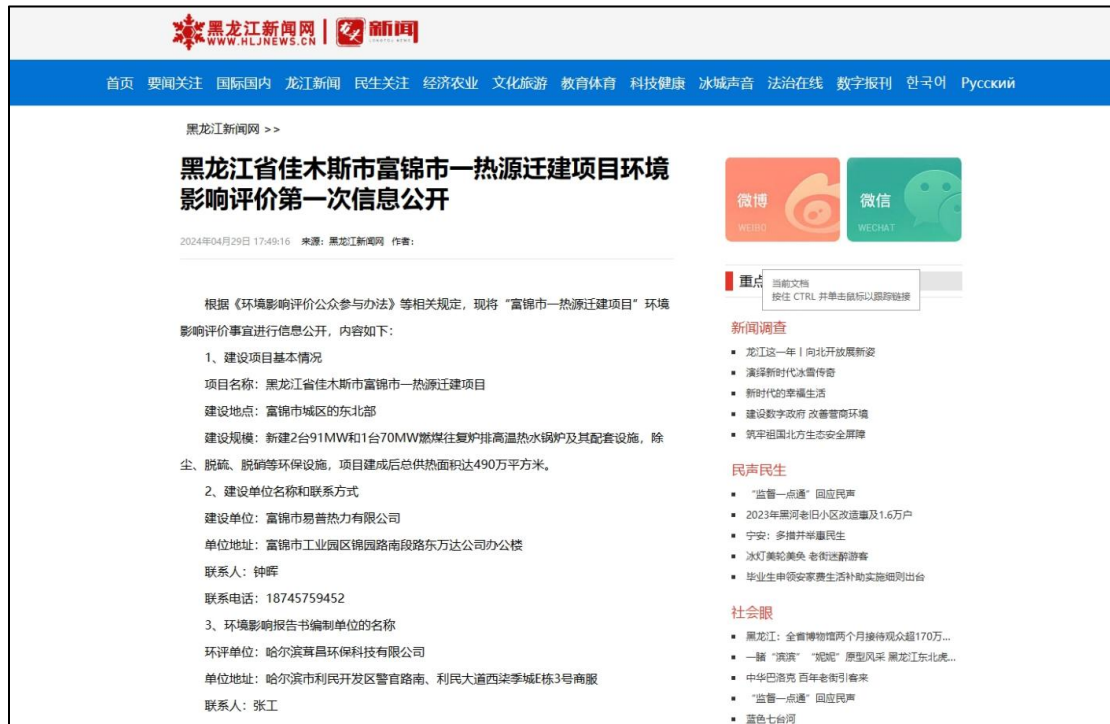 黑龙江新闻网
WWW.HLJNEWS.CN
新闻
首页 要闻关注 国际国内 龙江新闻 民生关注 经济农业 文化旅游 教育体育 科技健康 冰城声音 法治在线 数字报刊 한국어 Русский
黑龙江新闻网 >>
黑龙江省佳木斯市富锦市一热源迁建项目环境
影响评价第一次信息公开
2024年04月29日 17:49:16 来源：黑龙江新闻网 作者：
根据《环境影响评价公众参与办法》等相关规定，现将“富锦市一热源迁建项目”环境
影响评价事宜进行信息公开，内容如下：
1、建设项目基本情况
项目名称：黑龙江省佳木斯市富锦市一热源迁建项目
建设地点：富锦市城区的东北部
建设规模：新建2台91MW和1台70MW燃煤往复炉排高温热水锅炉及其配套设施，除
尘、脱硫、脱硝等环保设施，项目建成后总供热面积达490万平方米。
2、建设单位名称和联系方式
建设单位：富锦市易普热力有限公司
单位地址：富锦市工业园区锦园路南段路东万达公司办公楼
联系人：钟晖
联系电话：18745759452
3、环境影响报告书编制单位的名称
环评单位：哈尔滨茸昌环保科技有限公司
单位地址：哈尔滨市利民开发区警官路南、利民大道西柒季城E栋3号商服
联系人：张工
微博
WEIBO
微信
WECHAT
重点
当前文档
按住 CTRL 并单击鼠标以跟踪链接
新闻调查
龙江这一年丨向北开放展新姿
演绎新时代冰雪传奇
新时代的幸福生活
建设数字政府 改善营商环境
筑牢祖国北方生态安全屏障
民声民生
“监督一点通”回应民声
2023年黑河老旧小区改造惠及1.6万户
宁安：多措并举惠民生
冰灯美轮美奂 老街迷醉游客
毕业生申领安家费生活补助实施细则出台
社会眼
黑龙江：全省博物馆两个月接待观众超170万...
一睹“滨滨”“妮妮”原型风采 黑龙江东北虎...
中华巴洛克 百年老街引客来
“监督一点通”回应民声
蓝色七台河